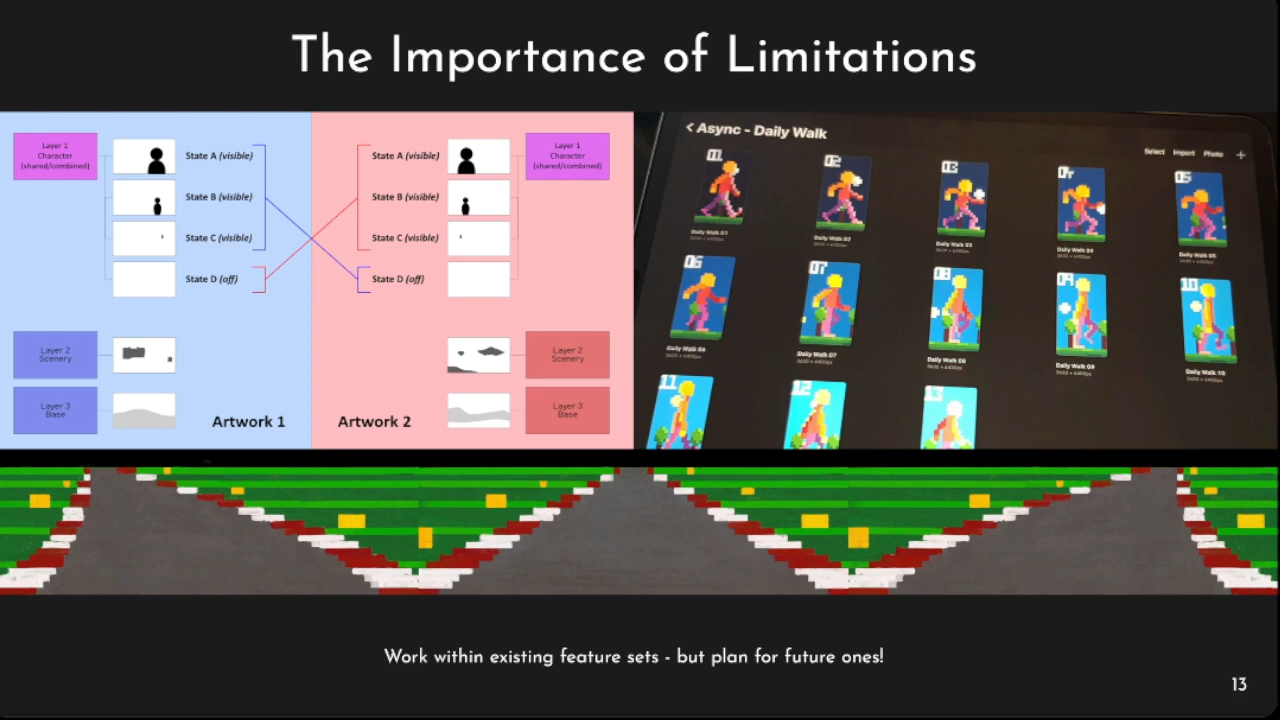 The Importance of Limitations
Layer 1
Character
(shared/combined)
State A (visible)
State B (visible)
State C (visible)
State D (off)
Layer 2
Scenery
Layer 3
Base
Artwork 1
State A (visible)
State B (visible)
State C (visible)
State D (off)
Layer 1
Character
(shared/combined)
Layer 2
Scenery
Layer 3
Base
Artwork 2
< Async - Daily Walk
Select Import Photo +
01 02 03 04 05
Daily Walk 01 Daily Walk 02 Daily Walk 03 Daily Walk 04 Daily Walk 05
06 07 08 09 10
Daily Walk 06 Daily Walk 07 Daily Walk 08 Daily Walk 09 Daily Walk 10
11 12 13
Work within existing feature sets - but plan for future ones!
13